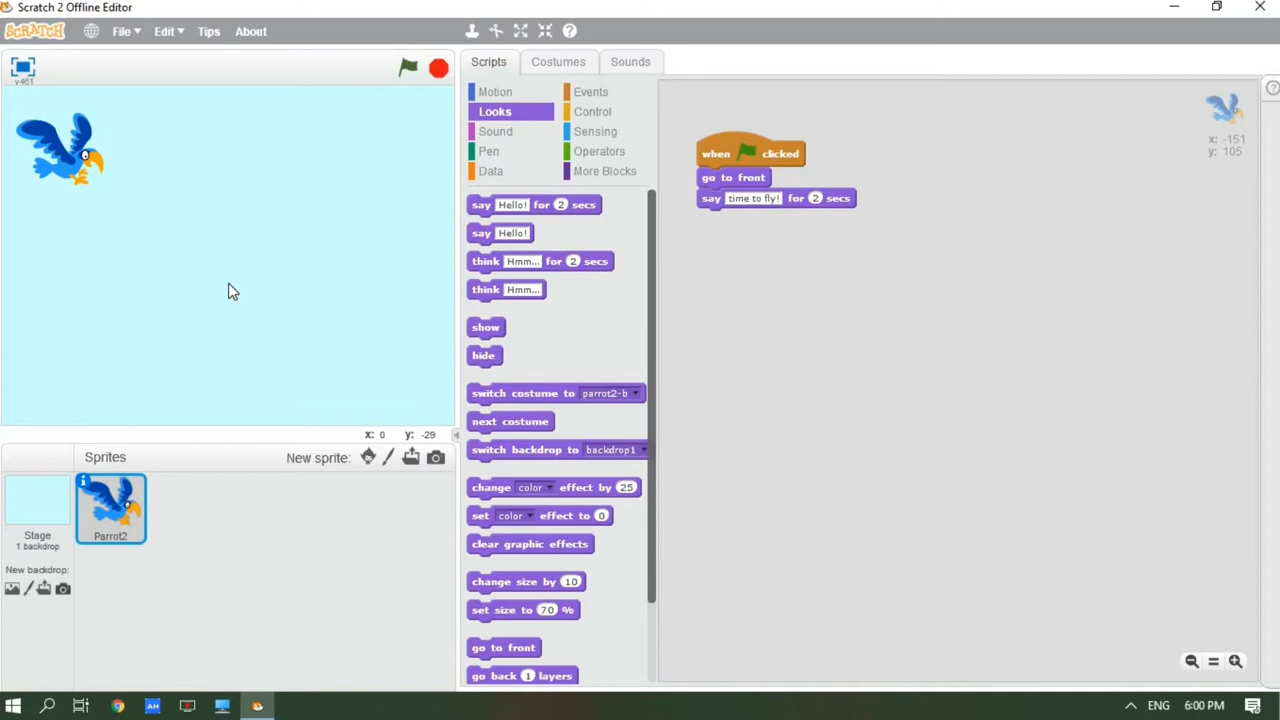 Scratch 2 Offline Editor
SCRATCH File Edit Tips About
v461
Scripts Costumes Sounds
Motion Events
Looks Control
Sound Sensing
Pen Operators
Data More Blocks
say Hello! for 2 secs
say Hello!
think Hmm... for 2 secs
think Hmm...
show
hide
switch costume to parrot2-b
next costume
switch backdrop to backdrop1
change color effect by 25
set color effect to 0
clear graphic effects
change size by 10
set size to 70 %
go to front
go back 1 layers
when clicked
go to front
say time to fly! for 2 secs
x: -151
y: 105
x: 0 y: -29
Sprites New sprite:
Stage
1 backdrop
New backdrop:
Parrot2
ENG 6:00 PM
AM